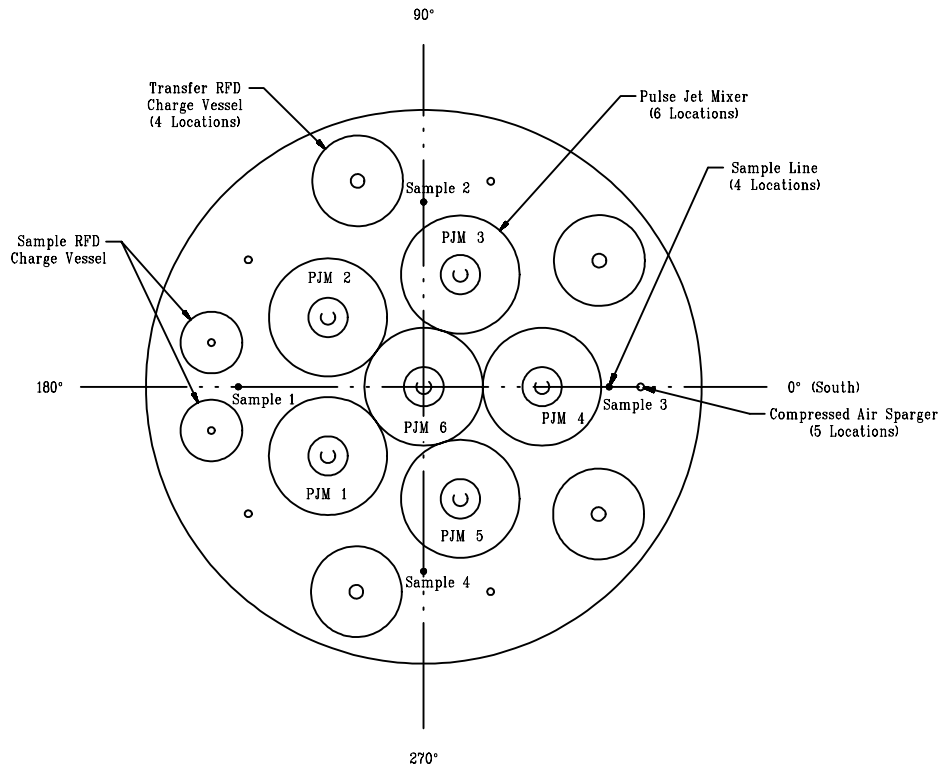 90°
Transfer RFD
Charge Vessel
(4 Locations)
Pulse Jet Mixer
(6 Locations)
Sample Line
(4 Locations)
Sample 2
PJM 3
Sample RFD
Charge Vessel
PJM 2
180°
0° (South)
Sample 1
Sample 3
PJM 4
PJM 6
Compressed Air Sparger
(5 Locations)
PJM 1
PJM 5
Sample 4
270°